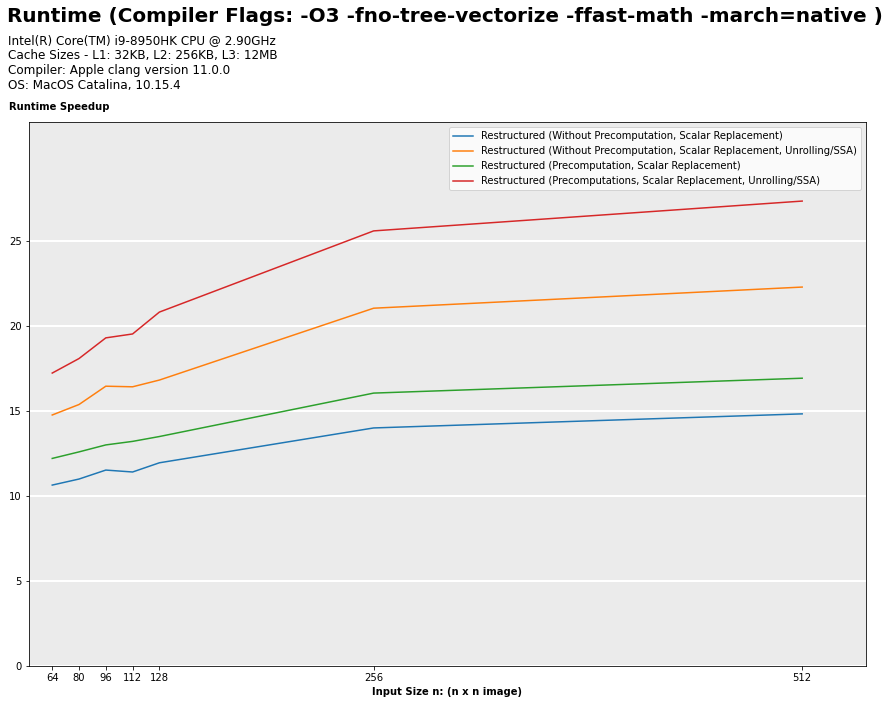 Runtime (Compiler Flags: -O3 -fno-tree-vectorize -ffast-math -march=native )
Intel(R) Core(TM) i9-8950HK CPU @ 2.90GHz
Cache Sizes - L1: 32KB, L2: 256KB, L3: 12MB
Compiler: Apple clang version 11.0.0
OS: MacOS Catalina, 10.15.4
Runtime Speedup
Restructured (Without Precomputation, Scalar Replacement)
Restructured (Without Precomputation, Scalar Replacement, Unrolling/SSA)
Restructured (Precomputation, Scalar Replacement)
Restructured (Precomputations, Scalar Replacement, Unrolling/SSA)
25
20
15
10
5
0
64 80 96 112 128 256 512
Input Size n: (n x n image)